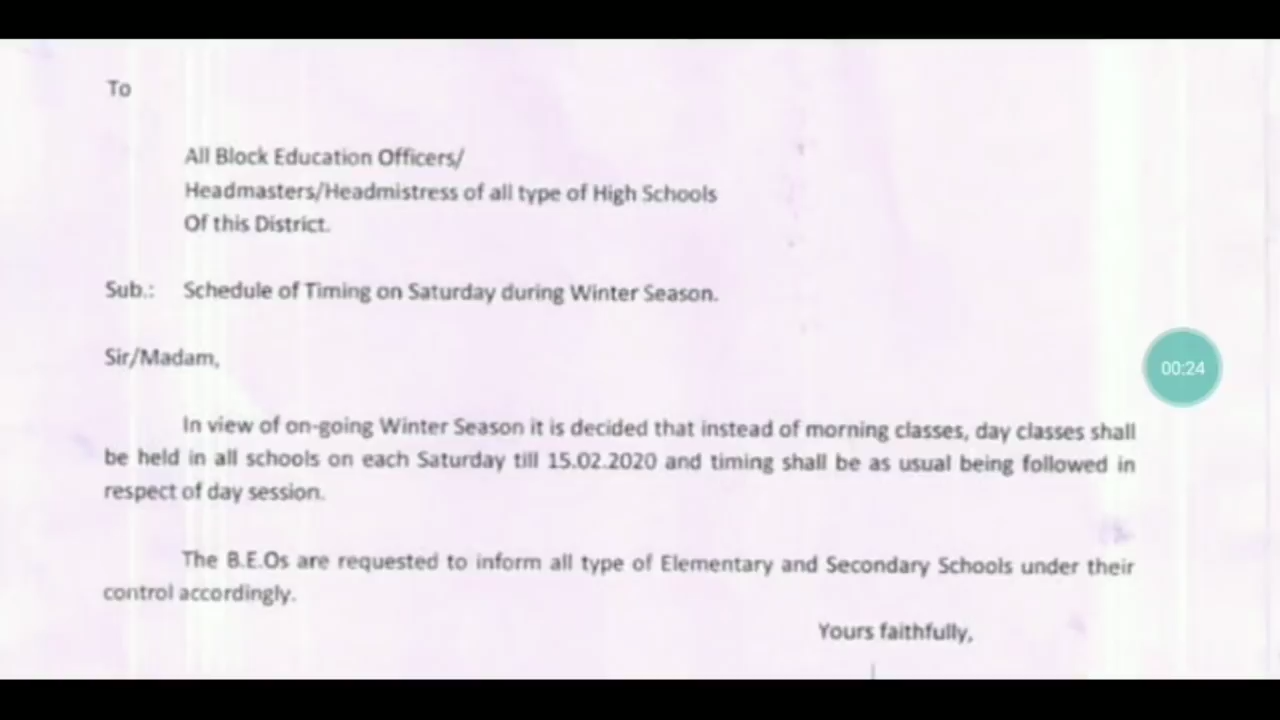 To
All Block Education Officers/
Headmasters/Headmistress of all type of High Schools
Of this District.
Sub.: Schedule of Timing on Saturday during Winter Season.
Sir/Madam,
In view of on-going Winter Season it is decided that instead of morning classes, day classes shall
be held in all schools on each Saturday till 15.02.2020 and timing shall be as usual being followed in
respect of day session.
The B.E.Os are requested to inform all type of Elementary and Secondary Schools under their
control accordingly.
Yours faithfully,
00:24